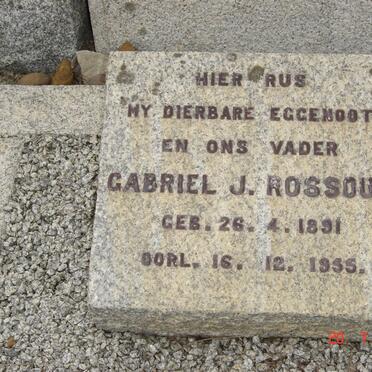 HIER RUS
MY DIERBARE EGGENOOT
EN ONS VADER
GABRIEL J. ROSSOU
GEB. 26. 4. 1891
OORL. 16. 12. 1955.